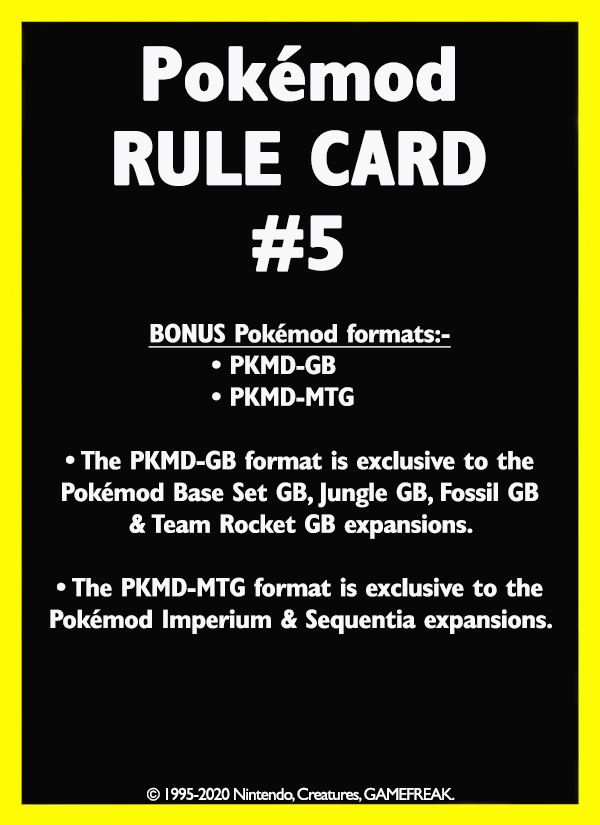 Pokémod
RULE CARD
#5
BONUS Pokémod formats:-
• PKMD-GB
• PKMD-MTG
• The PKMD-GB format is exclusive to the
Pokémod Base Set GB, Jungle GB, Fossil GB
& Team Rocket GB expansions.
• The PKMD-MTG format is exclusive to the
Pokémod Imperium & Sequentia expansions.
© 1995-2020 Nintendo, Creatures, GAMEFREAK.